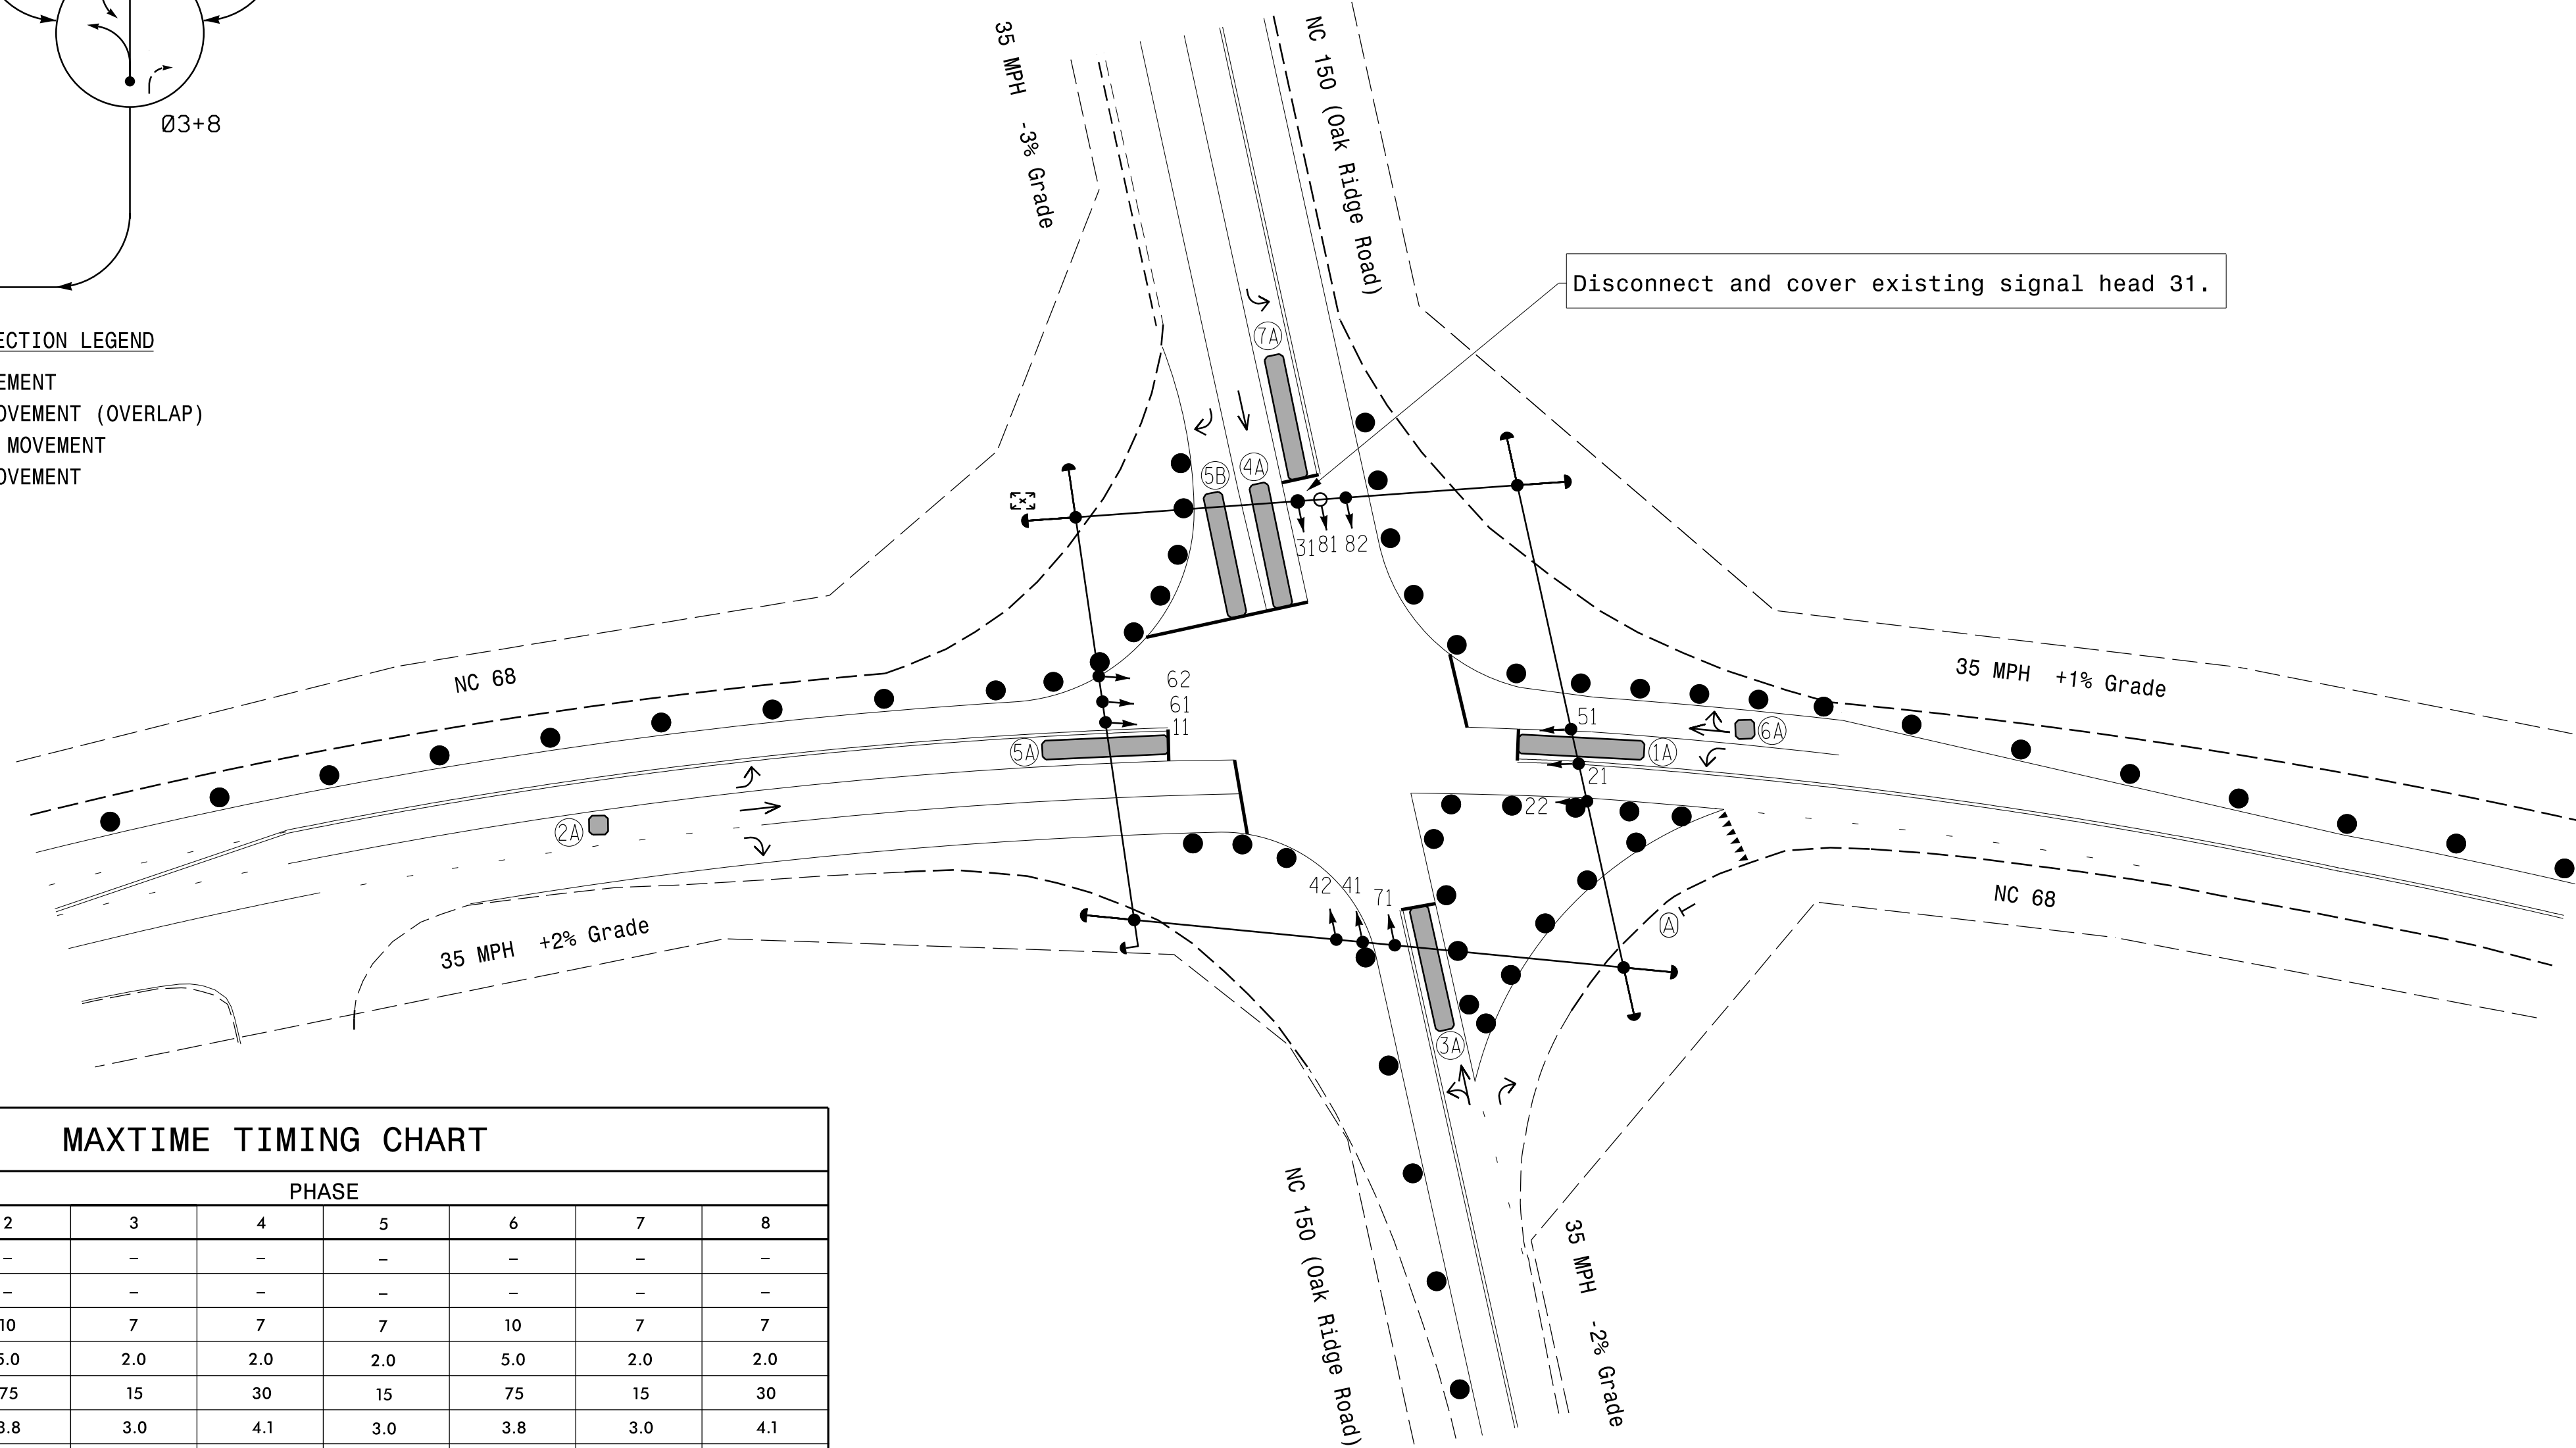 Ø3+8
ECTION LEGEND
EMENT
OVEMENT (OVERLAP)
MOVEMENT
OVEMENT
35 MPH -3% Grade
NC 150 (Oak Ridge Road)
Disconnect and cover existing signal head 31.
7A
5B
4A
31
81
82
NC 68
62
61
11
5A
2A
35 MPH +2% Grade
51
6A
1A
21
22
35 MPH +1% Grade
NC 68
42
41
71
A
3A
NC 150 (Oak Ridge Road)
35 MPH -2% Grade
MAXTIME TIMING CHART
PHASE
2 3 4 5 6 7 8
– – – – – – –
– – – – – – –
10 7 7 7 10 7 7
5.0 2.0 2.0 2.0 5.0 2.0 2.0
75 15 30 15 75 15 30
3.8 3.0 4.1 3.0 3.8 3.0 4.1